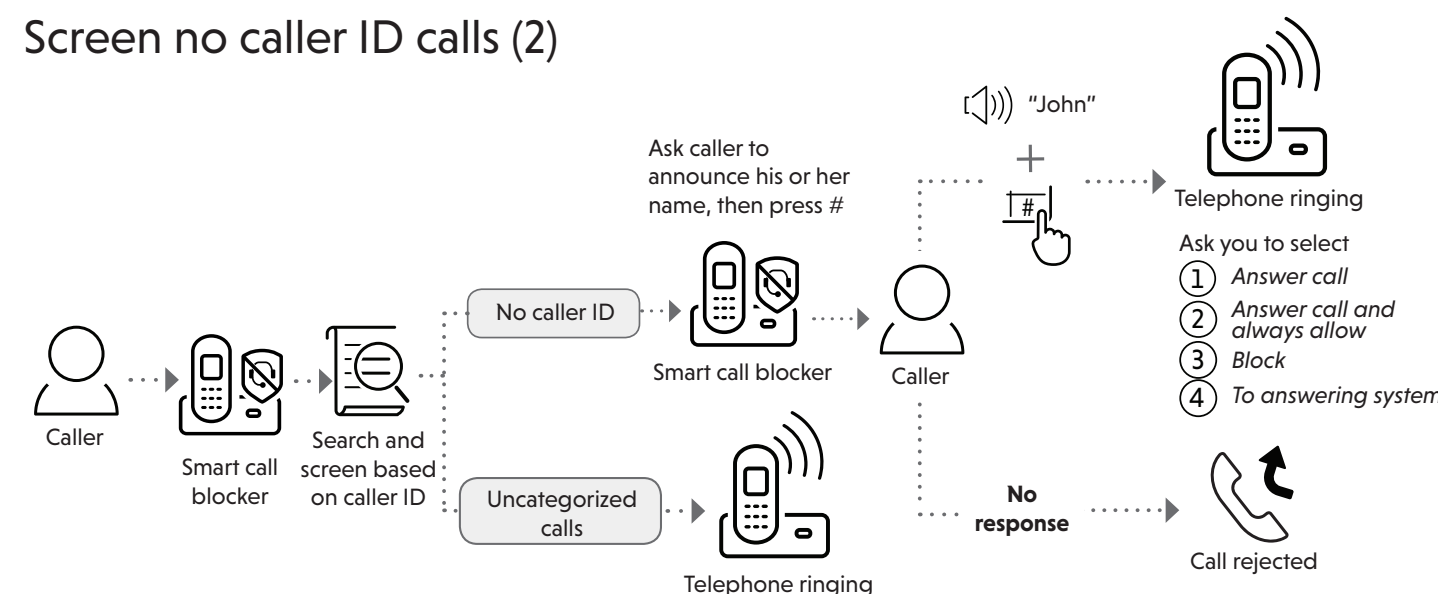 Screen no caller ID calls (2)
"John"
+
#
Ask caller to
announce his or her
name, then press #
Telephone ringing
Ask you to select
1 Answer call
2 Answer call and
always allow
3 Block
4 To answering system
No caller ID
Smart call blocker
Caller
Caller
Smart call
blocker
Search and
screen based
on caller ID
Uncategorized
calls
Telephone ringing
No
response
Call rejected